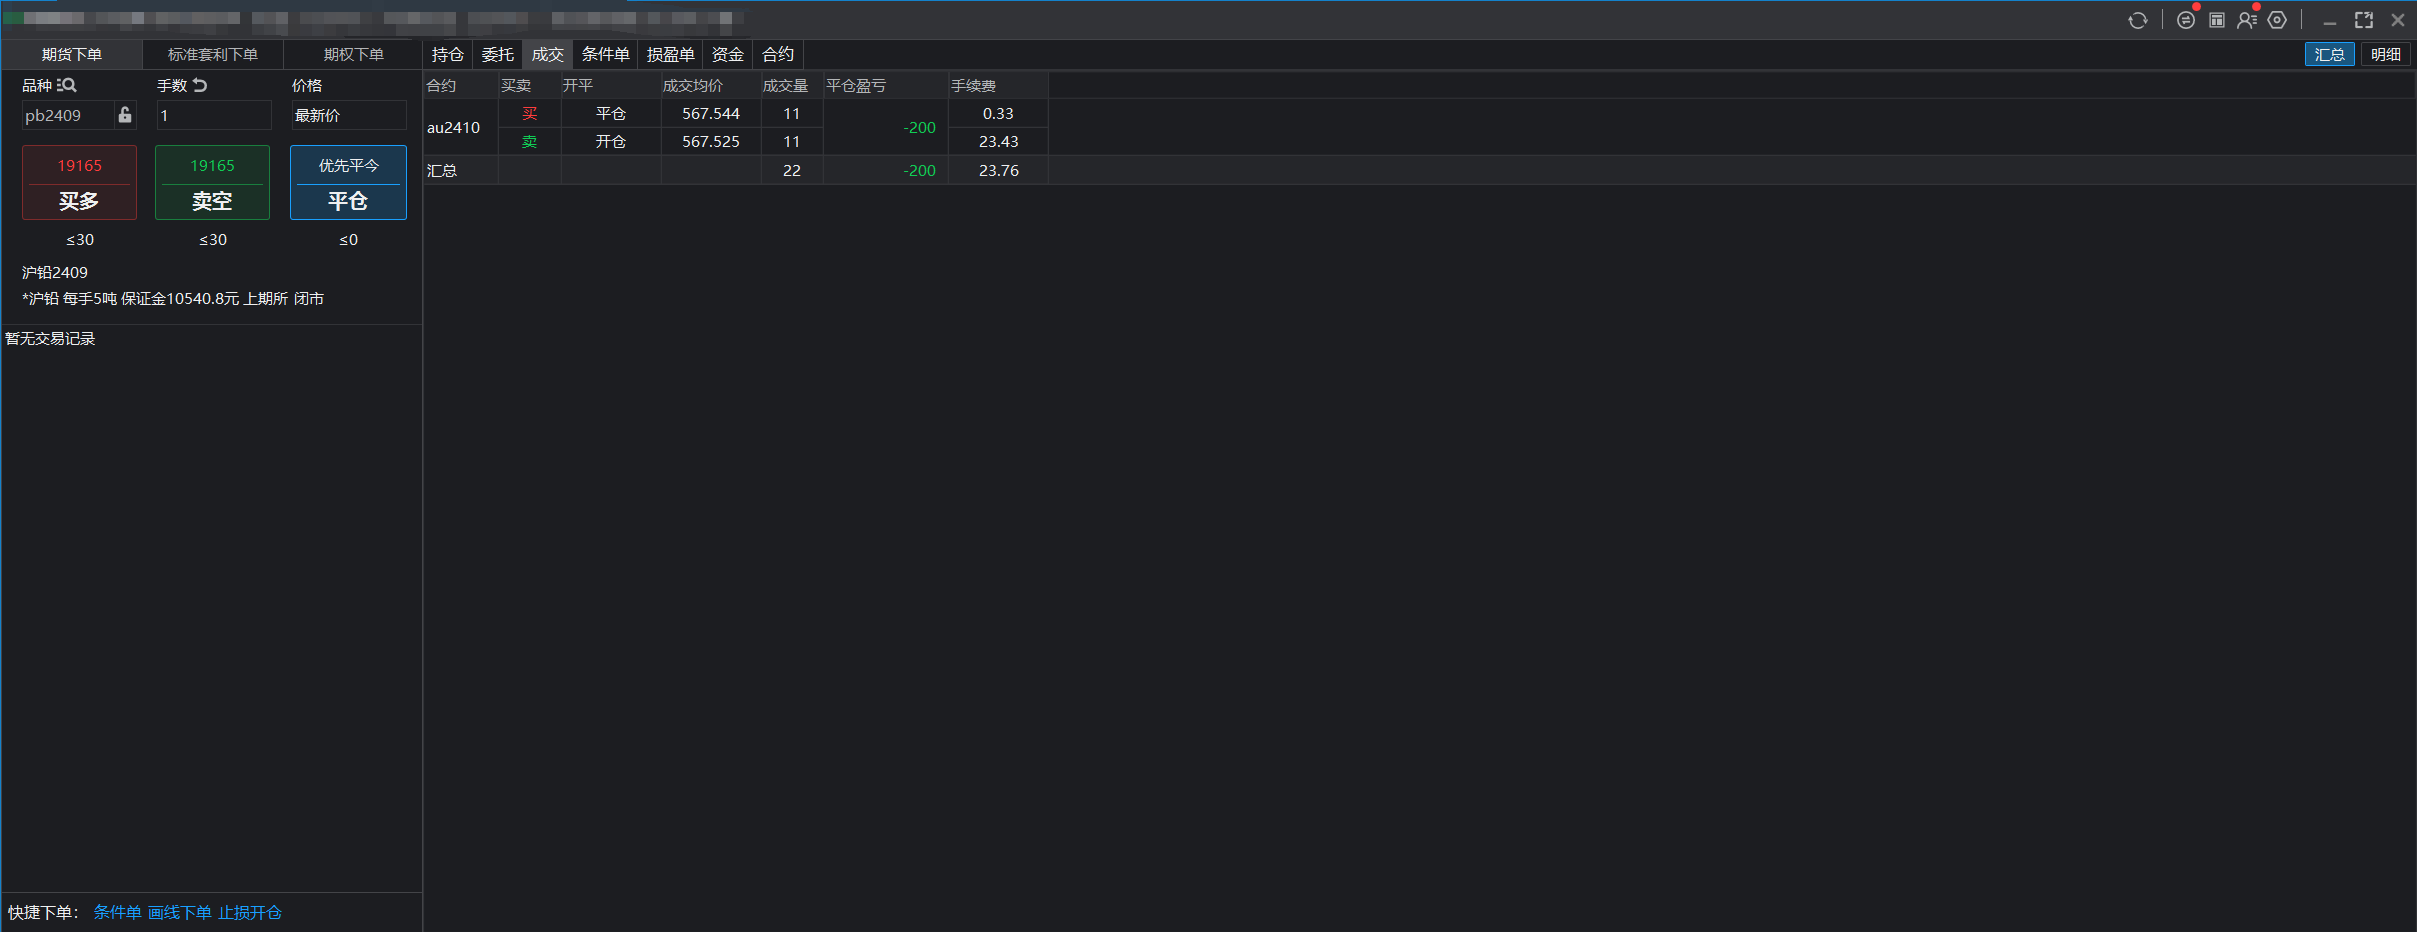 期货下单 标准套利下单 期权下单 持仓 委托 成交 条件单 损盈单 资金 合约 汇总 明细
品种 手数 价格
pb2409 1 最新价
19165 19165 优先平今
买多 卖空 平仓
≤30 ≤30 ≤0
沪铅2409
*沪铅 每手5吨 保证金10540.8元 上期所 闭市
暂无交易记录
快捷下单： 条件单 画线下单 止损开仓
合约 买卖 开平 成交均价 成交量 平仓盈亏 手续费
au2410 买 平仓 567.544 11 -200 0.33
卖 开仓 567.525 11 23.43
汇总 22 -200 23.76